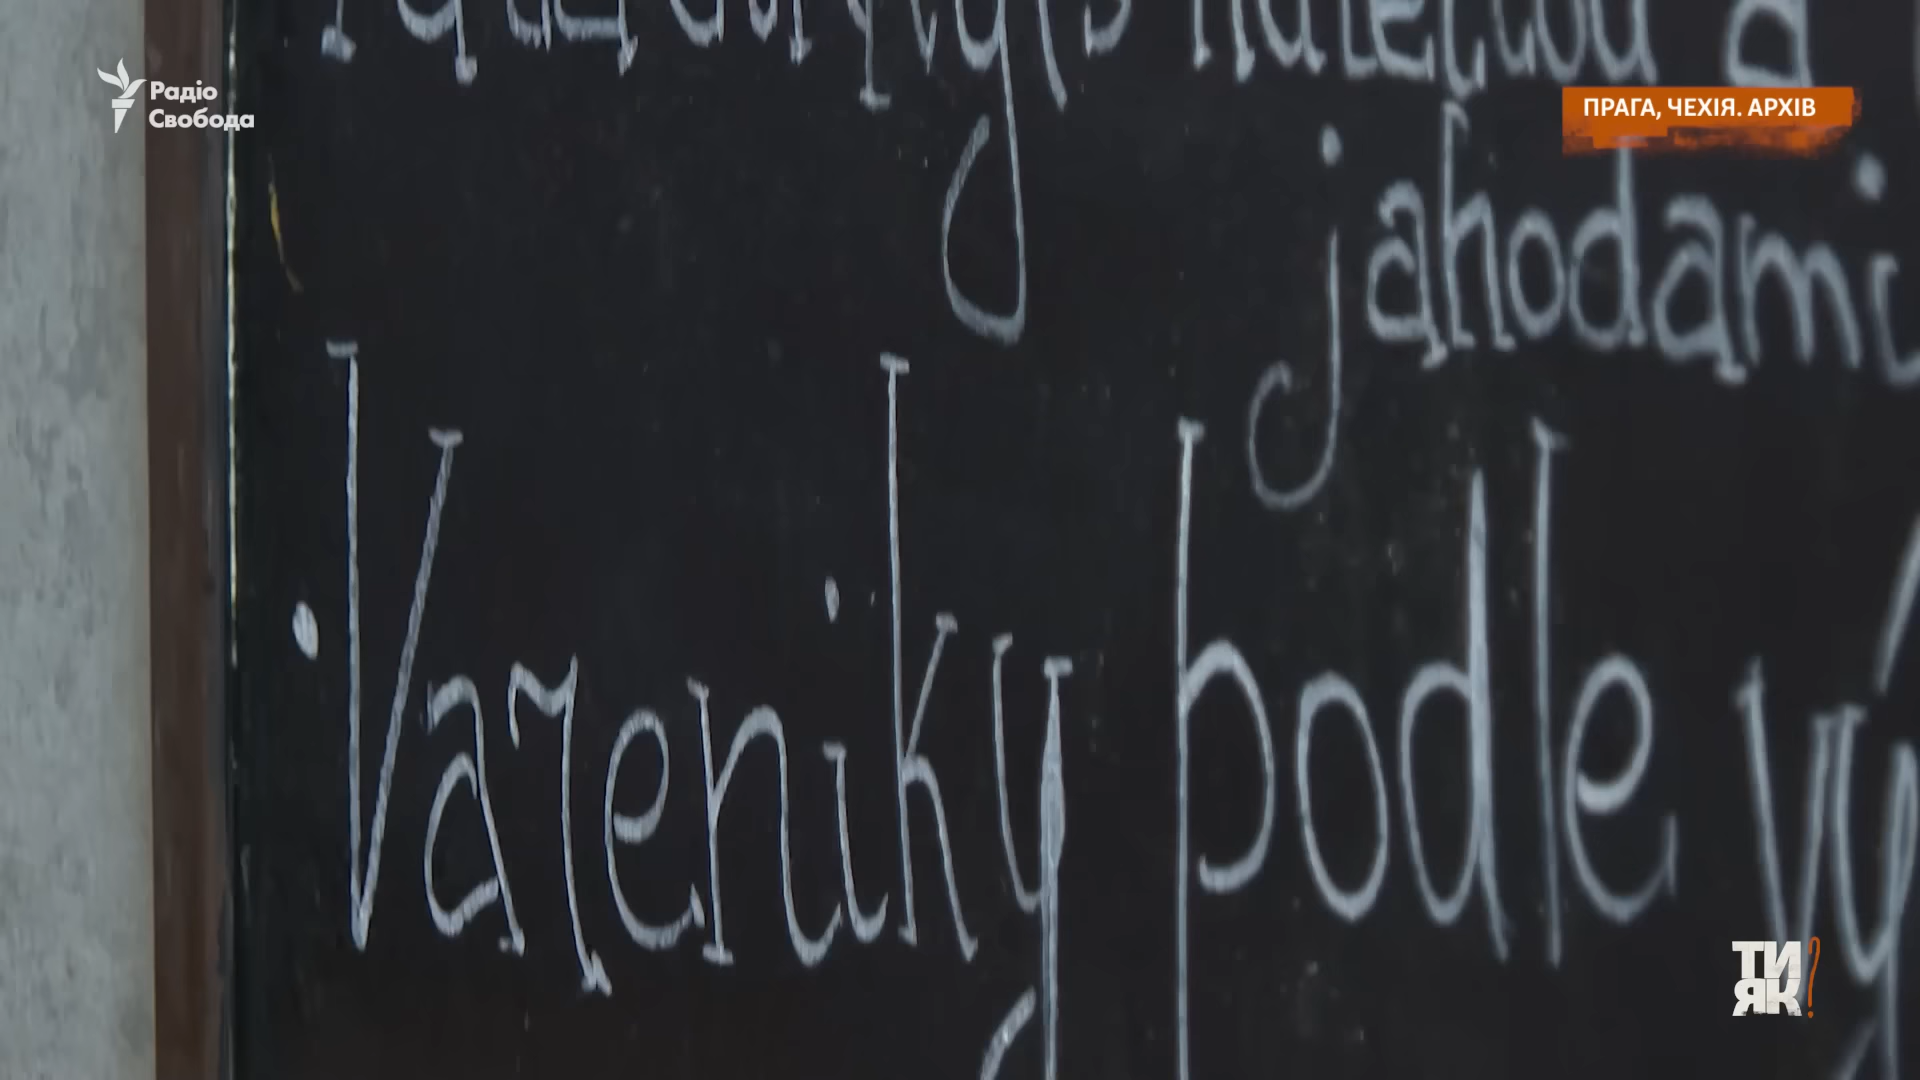 Радіо
Свобода
ПРАГА, ЧЕХІЯ. АРХІВ
jahodami
Vareniky podle
ТИ
ЯК?